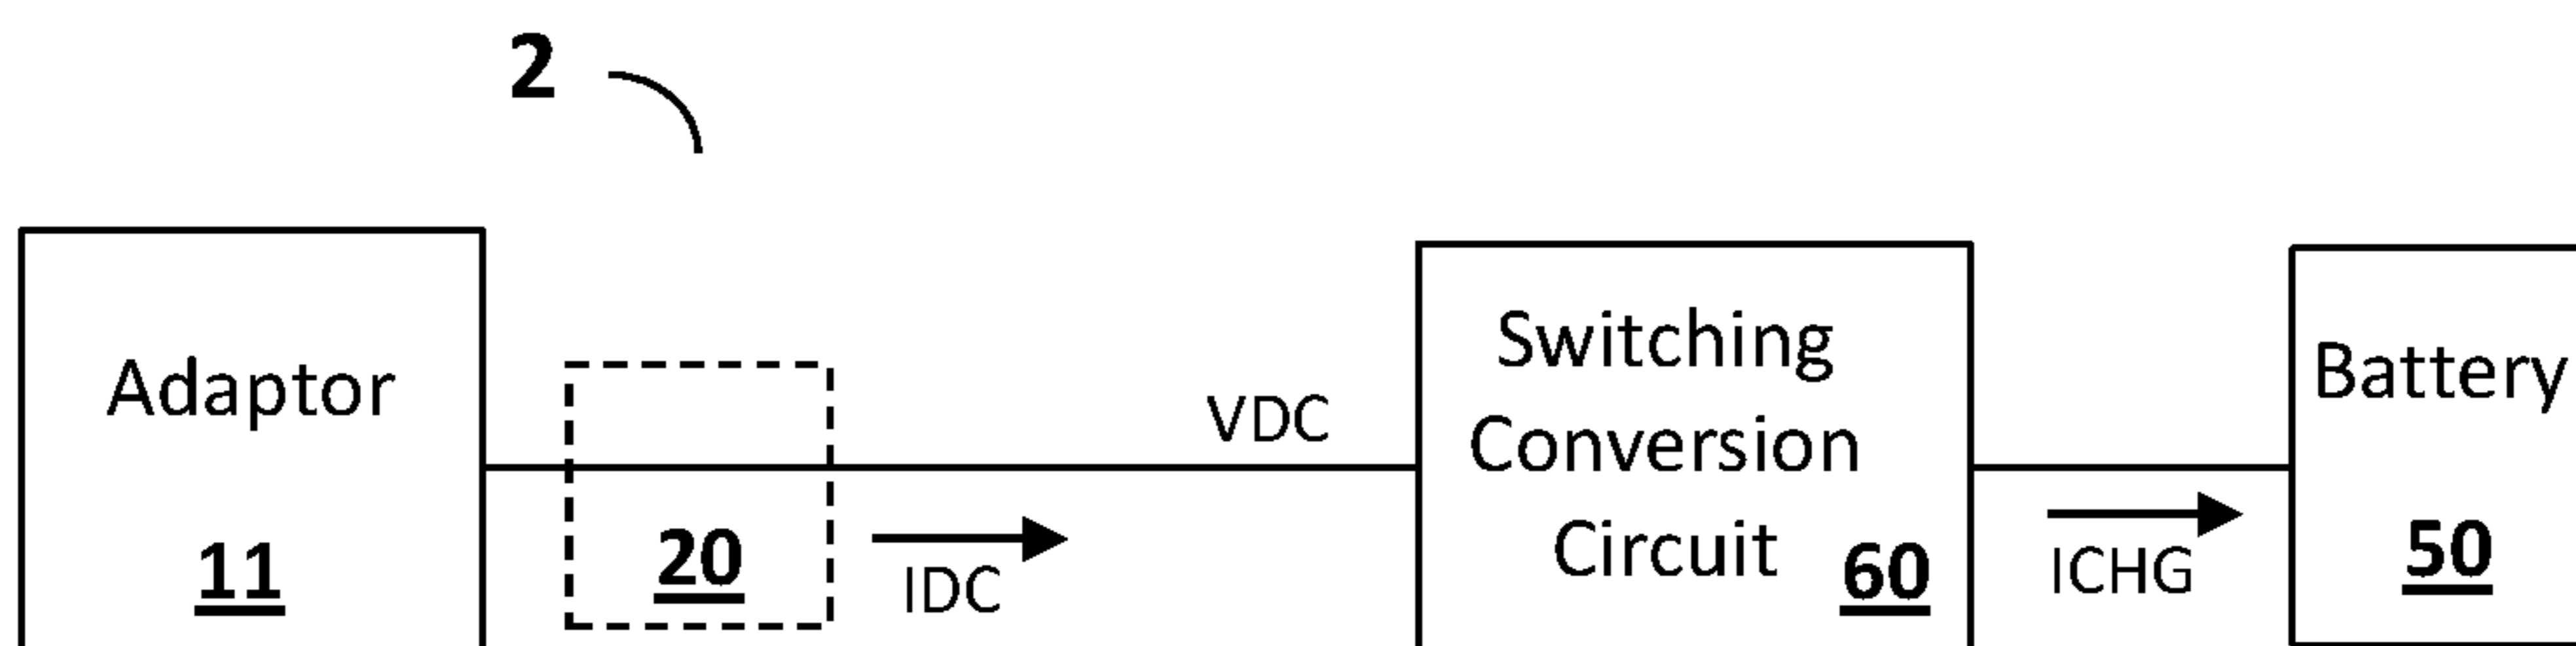 2
Adaptor
11
20
IDC
VDC
Switching
Conversion
Circuit
60
ICHG
Battery
50